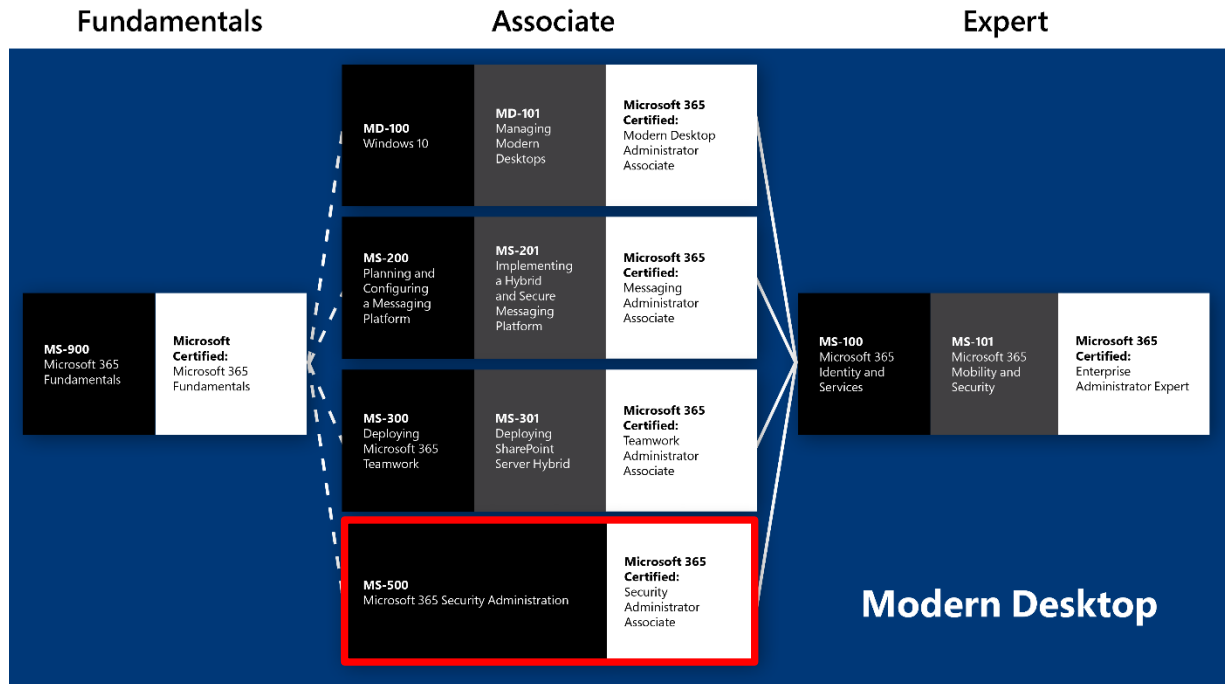 Fundamentals
Associate
Expert
MD-100
Windows 10
MD-101
Managing
Modern
Desktops
Microsoft 365
Certified:
Modern Desktop
Administrator
Associate
MS-200
Planning and
Configuring
a Messaging
Platform
MS-201
Implementing
a Hybrid
and Secure
Messaging
Platform
Microsoft 365
Certified:
Messaging
Administrator
Associate
MS-900
Microsoft 365
Fundamentals
Microsoft
Certified:
Microsoft 365
Fundamentals
MS-100
Microsoft 365
Identity and
Services
MS-101
Microsoft 365
Mobility and
Security
Microsoft 365
Certified:
Enterprise
Administrator Expert
MS-300
Deploying
Microsoft 365
Teamwork
MS-301
Deploying
SharePoint
Server Hybrid
Microsoft 365
Certified:
Teamwork
Administrator
Associate
MS-500
Microsoft 365 Security Administration
Microsoft 365
Certified:
Security
Administrator
Associate
Modern Desktop